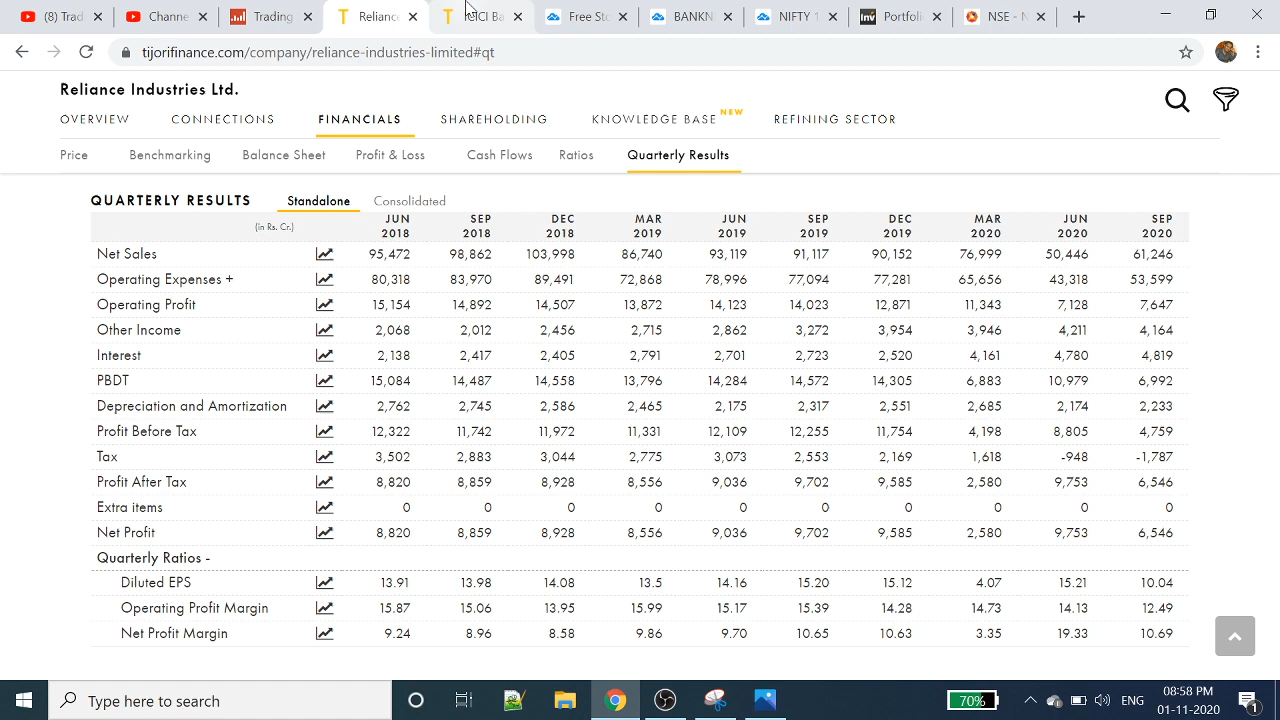 (8) Trad
Channe
Trading
Relianc
ICI Ba
Free St
BANKN
NIFTY 1
Portfoli
NSE - N
tijorifinance.com/company/reliance-industries-limited#qt
Reliance Industries Ltd.
OVERVIEW CONNECTIONS FINANCIALS SHAREHOLDING KNOWLEDGE BASE NEW REFINING SECTOR
Price Benchmarking Balance Sheet Profit & Loss Cash Flows Ratios Quarterly Results
QUARTERLY RESULTS Standalone Consolidated
(in Rs. Cr.) JUN 2018 SEP 2018 DEC 2018 MAR 2019 JUN 2019 SEP 2019 DEC 2019 MAR 2020 JUN 2020 SEP 2020
Net Sales 95,472 98,862 103,998 86,740 93,119 91,117 90,152 76,999 50,446 61,246
Operating Expenses + 80,318 83,970 89,491 72,868 78,996 77,094 77,281 65,656 43,318 53,599
Operating Profit 15,154 14,892 14,507 13,872 14,123 14,023 12,871 11,343 7,128 7,647
Other Income 2,068 2,012 2,456 2,715 2,862 3,272 3,954 3,946 4,211 4,164
Interest 2,138 2,417 2,405 2,791 2,701 2,723 2,520 4,161 4,780 4,819
PBDT 15,084 14,487 14,558 13,796 14,284 14,572 14,305 6,883 10,979 6,992
Depreciation and Amortization 2,762 2,745 2,586 2,465 2,175 2,317 2,551 2,685 2,174 2,233
Profit Before Tax 12,322 11,742 11,972 11,331 12,109 12,255 11,754 4,198 8,805 4,759
Tax 3,502 2,883 3,044 2,775 3,073 2,553 2,169 1,618 -948 -1,787
Profit After Tax 8,820 8,859 8,928 8,556 9,036 9,702 9,585 2,580 9,753 6,546
Extra items 0 0 0 0 0 0 0 0 0 0
Net Profit 8,820 8,859 8,928 8,556 9,036 9,702 9,585 2,580 9,753 6,546
Quarterly Ratios -
Diluted EPS 13.91 13.98 14.08 13.5 14.16 15.20 15.12 4.07 15.21 10.04
Operating Profit Margin 15.87 15.06 13.95 15.99 15.17 15.39 14.28 14.73 14.13 12.49
Net Profit Margin 9.24 8.96 8.58 9.86 9.70 10.65 10.63 3.35 19.33 10.69
Type here to search
70%
ENG
08:58 PM
01-11-2020
1